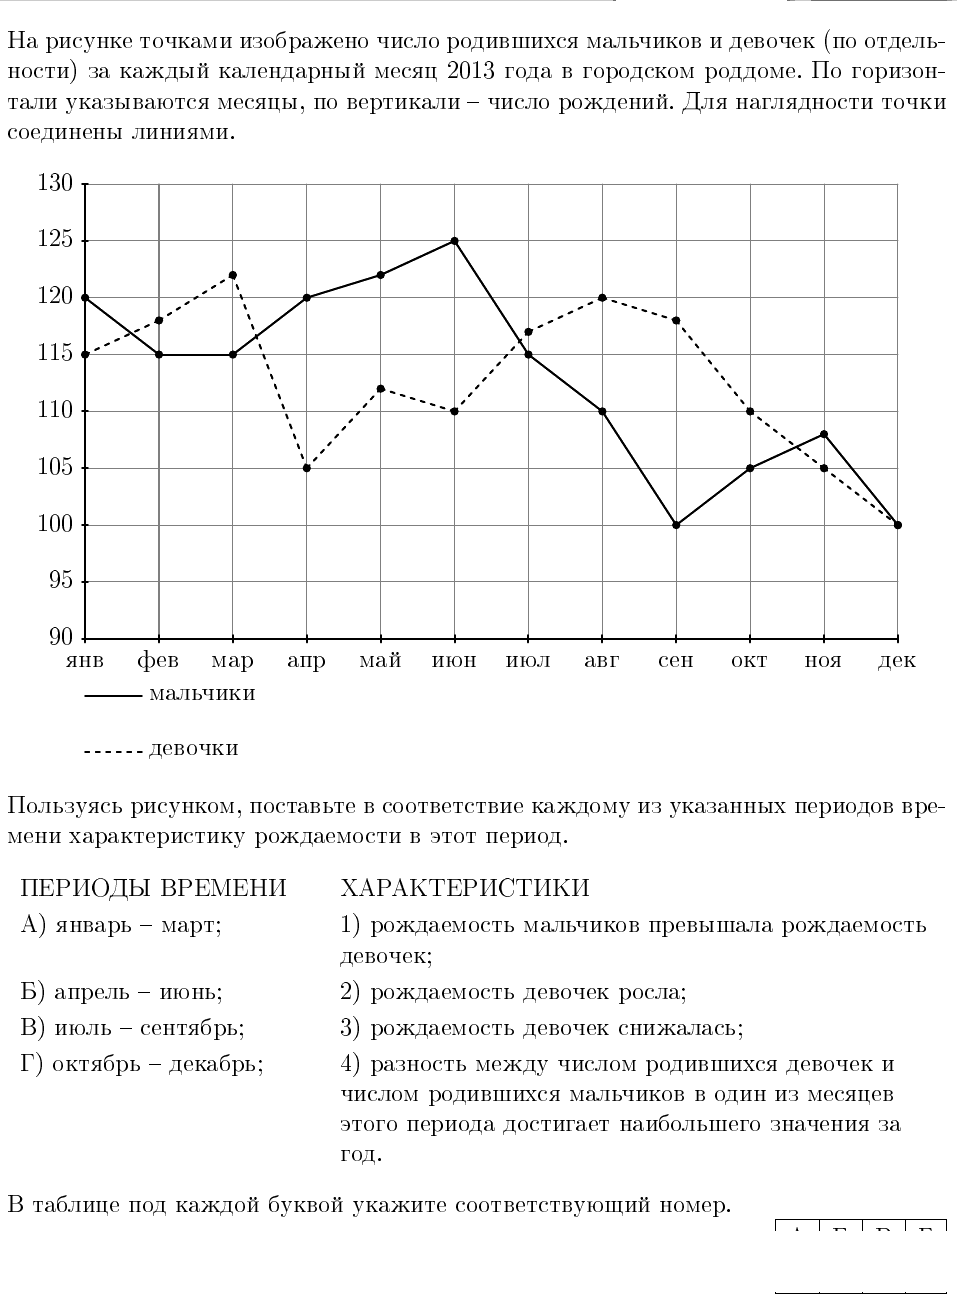 На рисунке точками изображено число родившихся мальчиков и девочек (по отдель-
ности) за каждый календарный месяц 2013 года в городском роддоме. По горизон-
тали указываются месяцы, по вертикали – число рождений. Для наглядности точки
соединены линиями.
130
125
120
115
110
105
100
95
90
янв фев мар апр май июн июл авг сен окт ноя дек
мальчики
девочки
Пользуясь рисунком, поставьте в соответствие каждому из указанных периодов вре-
мени характеристику рождаемости в этот период.
ПЕРИОДЫ ВРЕМЕНИ ХАРАКТЕРИСТИКИ
А) январь – март; 1) рождаемость мальчиков превышала рождаемость
девочек;
Б) апрель – июнь; 2) рождаемость девочек росла;
В) июль – сентябрь; 3) рождаемость девочек снижалась;
Г) октябрь – декабрь; 4) разность между числом родившихся девочек и
числом родившихся мальчиков в один из месяцев
этого периода достигает наибольшего значения за
год.
В таблице под каждой буквой укажите соответствующий номер.